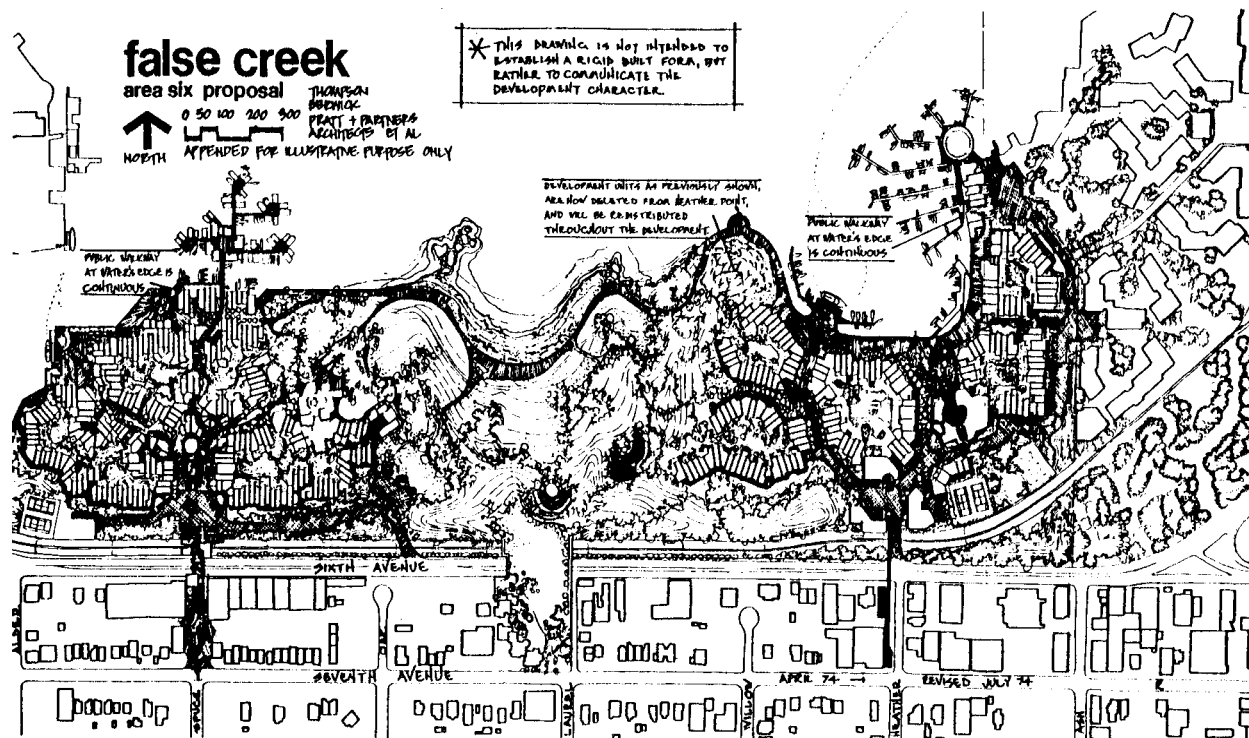 false creek
area six proposal
THOMPSON
BERWICK
PRATT + PARTNERS
ARCHITECTS ET AL
0 50 100 200 300
NORTH
APPENDED FOR ILLUSTRATIVE PURPOSE ONLY
* THIS DRAWING IS NOT INTENDED TO
ESTABLISH A RIGID BUILT FORM, BUT
RATHER TO COMMUNICATE THE
DEVELOPMENT CHARACTER.
DEVELOPMENT UNITS AS PREVIOUSLY SHOWN,
ARE NOW DELETED FROM HEATHER POINT,
AND WILL BE REDISTRIBUTED
THROUGHOUT THE DEVELOPMENT.
PUBLIC WALKWAY
AT WATER'S EDGE
IS CONTINUOUS
PUBLIC WALKWAY
AT WATER'S EDGE IS
CONTINUOUS
SIXTH AVENUE
ALDER
SEVENTH AVENUE
APRIL 74 →
REVISED JULY 74
SPRUCE
LAUREL
WILLOW
HEATHER
ASH